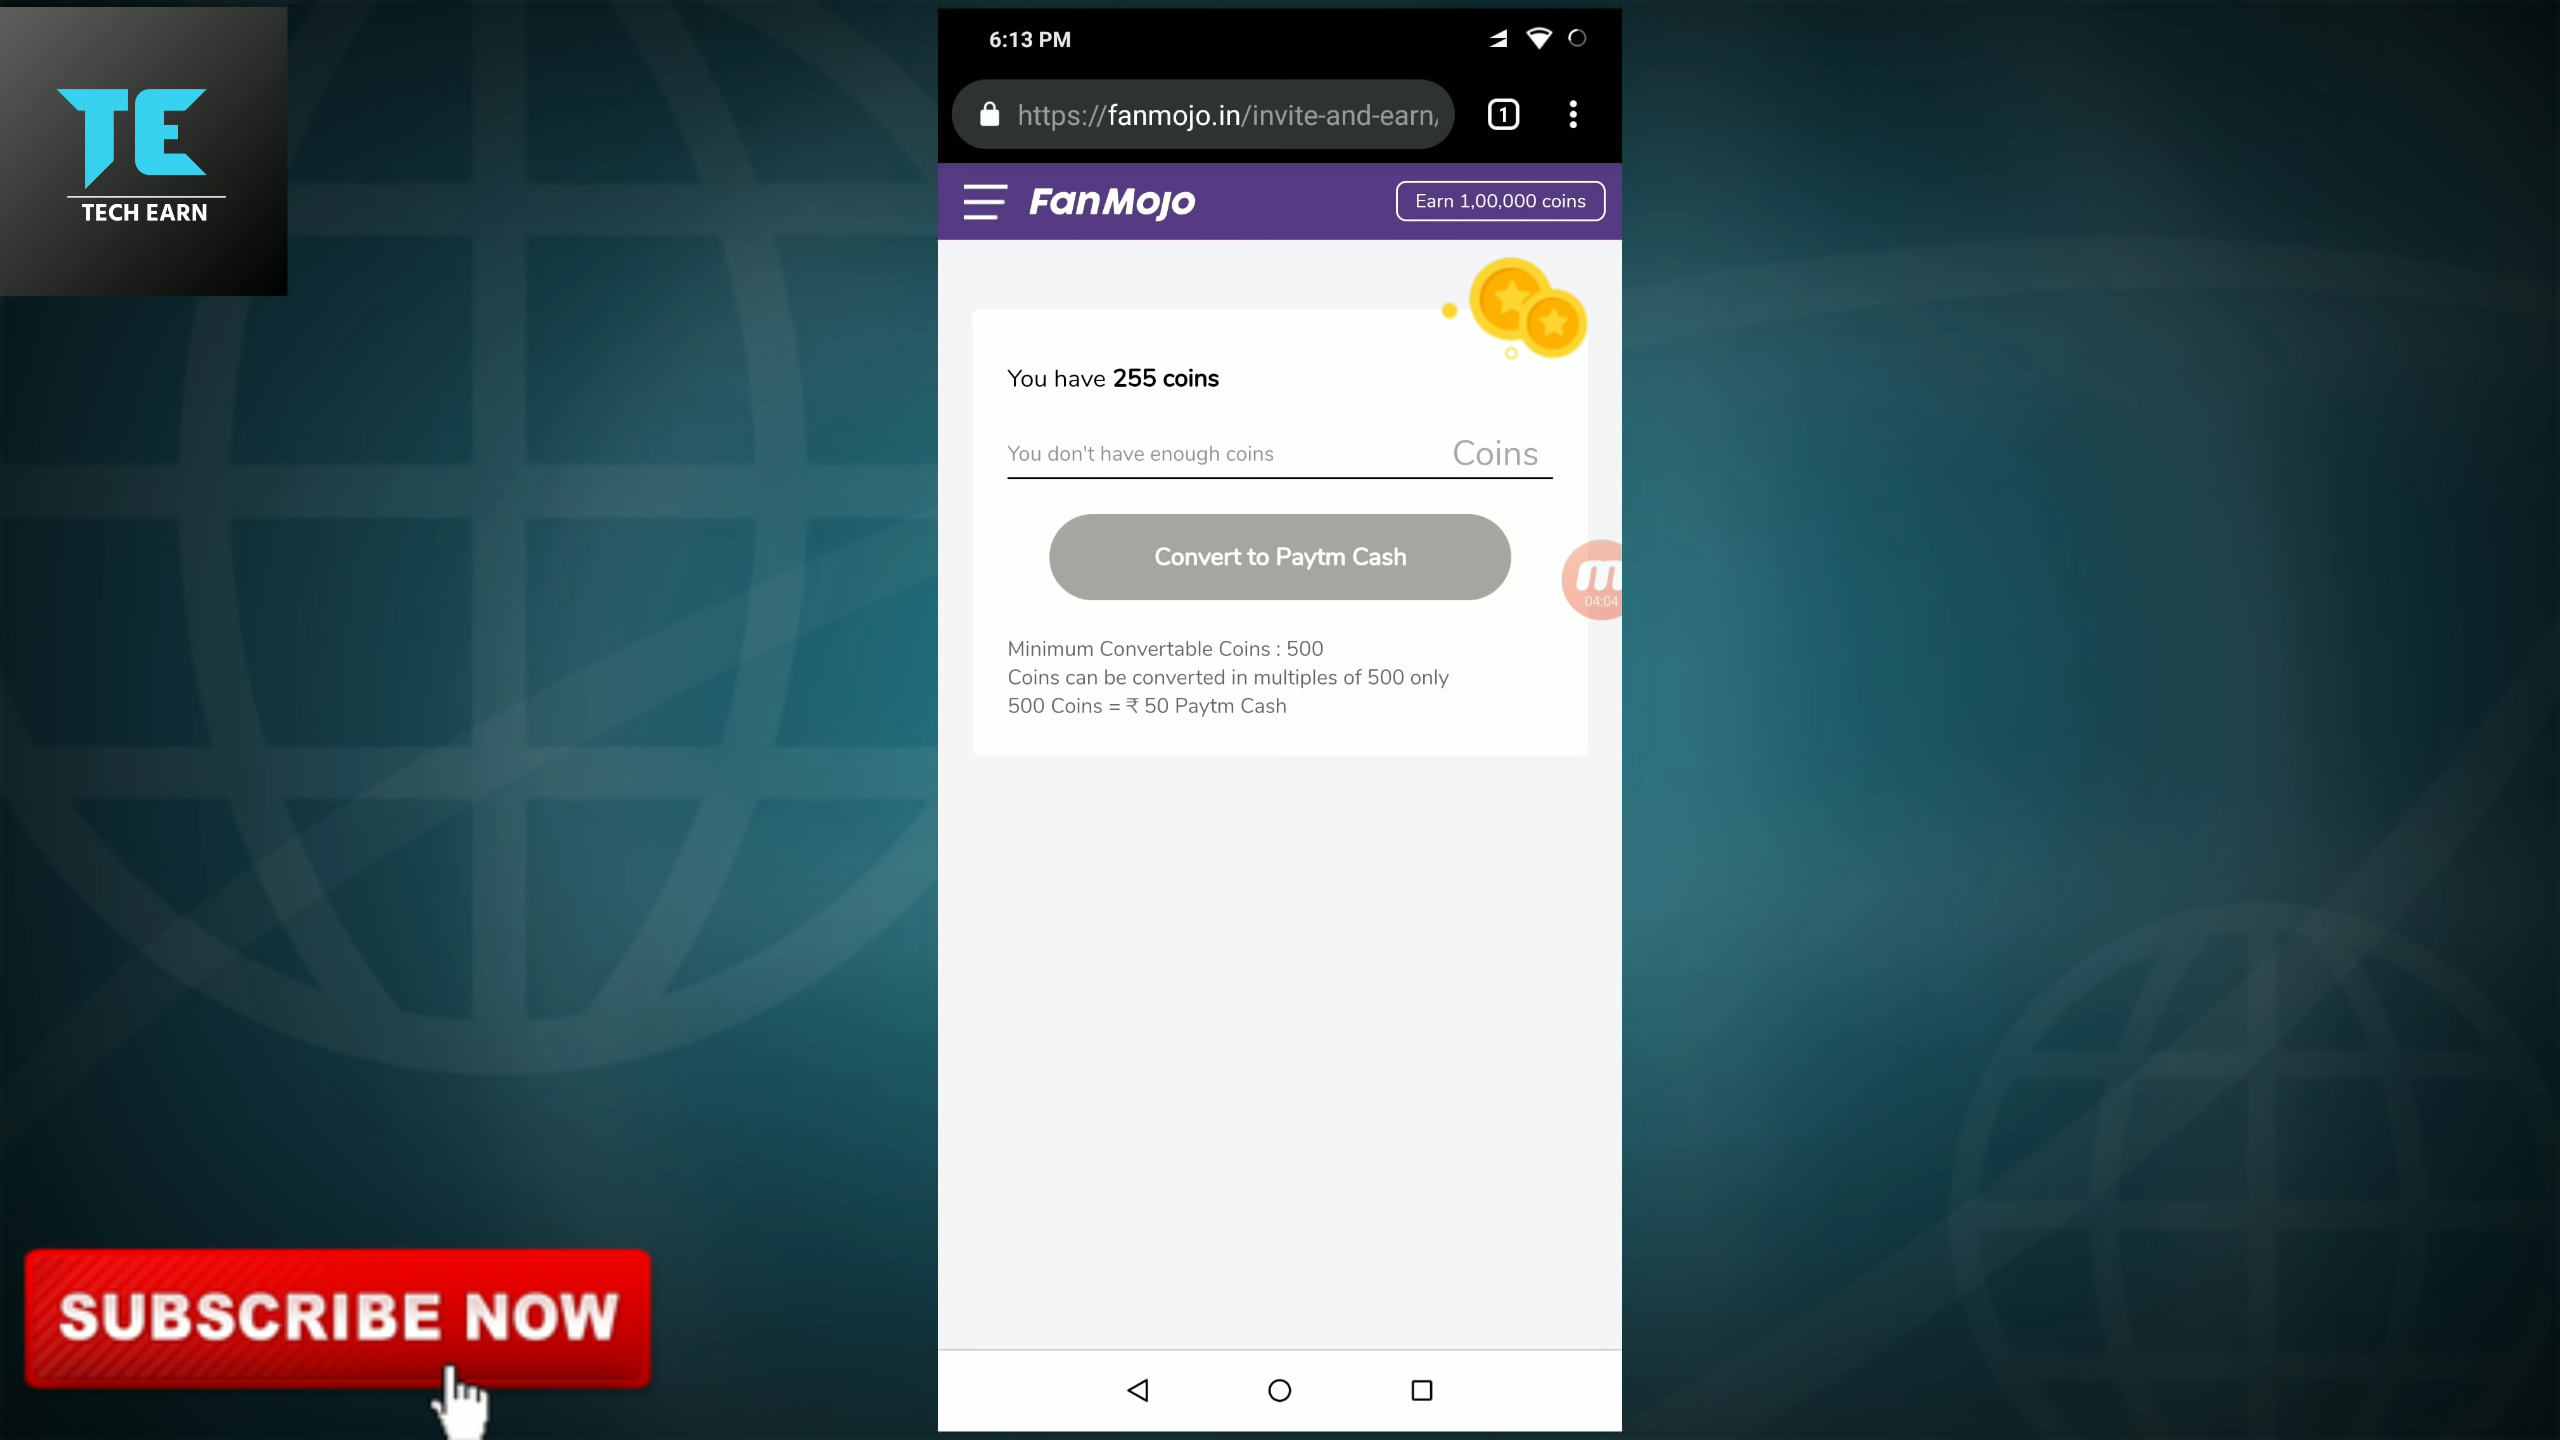 TE
TECH EARN
6:13 PM
https://fanmojo.in/invite-and-earn/
1
FanMojo
Earn 1,00,000 coins
You have 255 coins
You don't have enough coins
Coins
Convert to Paytm Cash
m
04:04
Minimum Convertable Coins : 500
Coins can be converted in multiples of 500 only
500 Coins = ₹ 50 Paytm Cash
SUBSCRIBE NOW